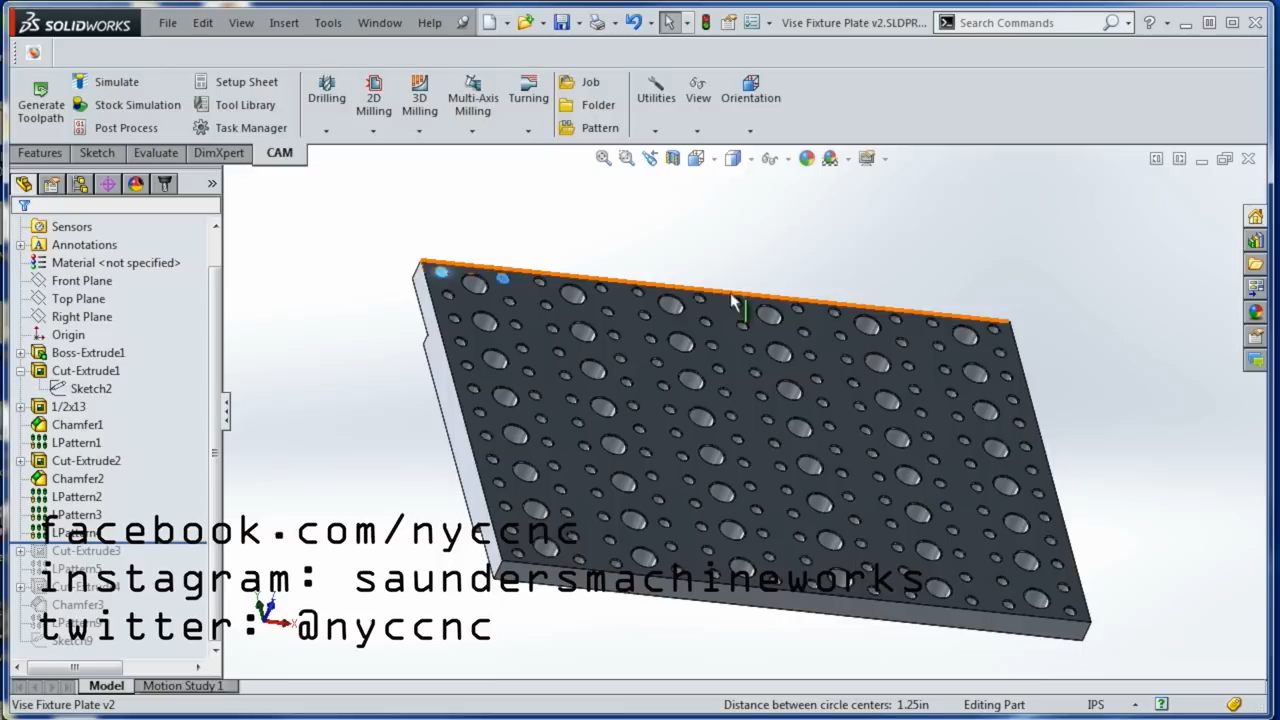 SOLIDWORKS File Edit View Insert Tools Window Help Vise Fixture Plate v2.SLDPR... Search Commands
Generate Toolpath
Simulate
Stock Simulation
Post Process
Setup Sheet
Tool Library
Task Manager
Drilling
2D Milling
3D Milling
Multi-Axis Milling
Turning
Job
Folder
Pattern
Utilities
View
Orientation
Features Sketch Evaluate DimXpert CAM
Sensors
Annotations
Material <not specified>
Front Plane
Top Plane
Right Plane
Origin
Boss-Extrude1
Cut-Extrude1
Sketch2
1/2x13
Chamfer1
LPattern1
Cut-Extrude2
Chamfer2
LPattern2
LPattern3
Cut-Extrude3
LPattern5
Chamfer3
Sketch9
facebook.com/nyccnc
instagram: saundersmachineworks
twitter: @nyccnc
X
Model Motion Study 1
Vise Fixture Plate v2 Distance between circle centers: 1.25in Editing Part IPS